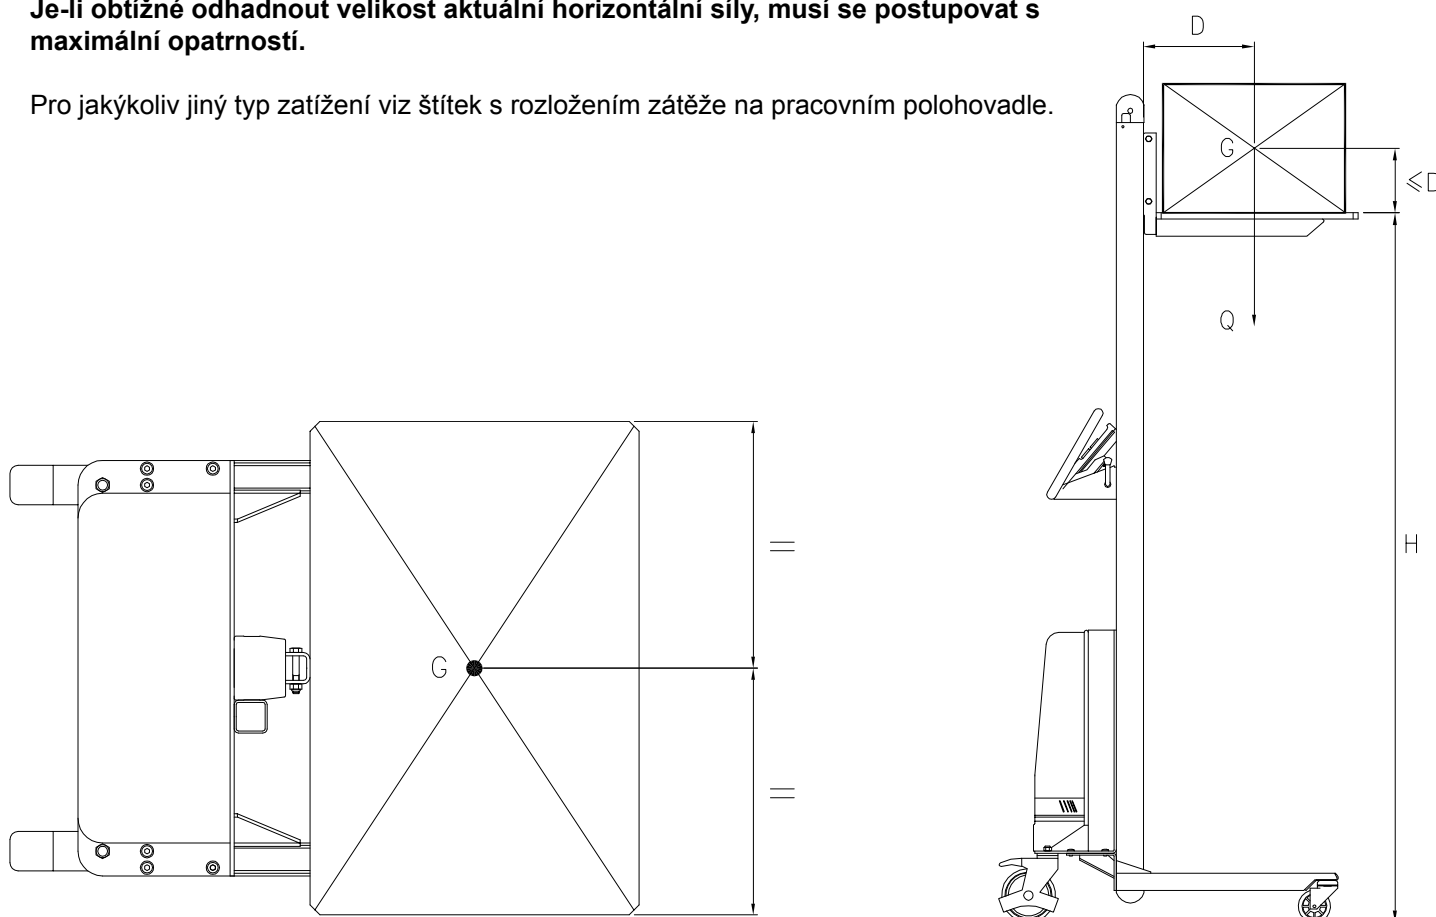 Je-li obtížné odhadnout velikost aktuální horizontální síly, musí se postupovat s
maximální opatrností.
Pro jakýkoliv jiný typ zatížení viz štítek s rozložením zátěže na pracovním polohovadle.
D
G
≤D
Q
H
=
G
=